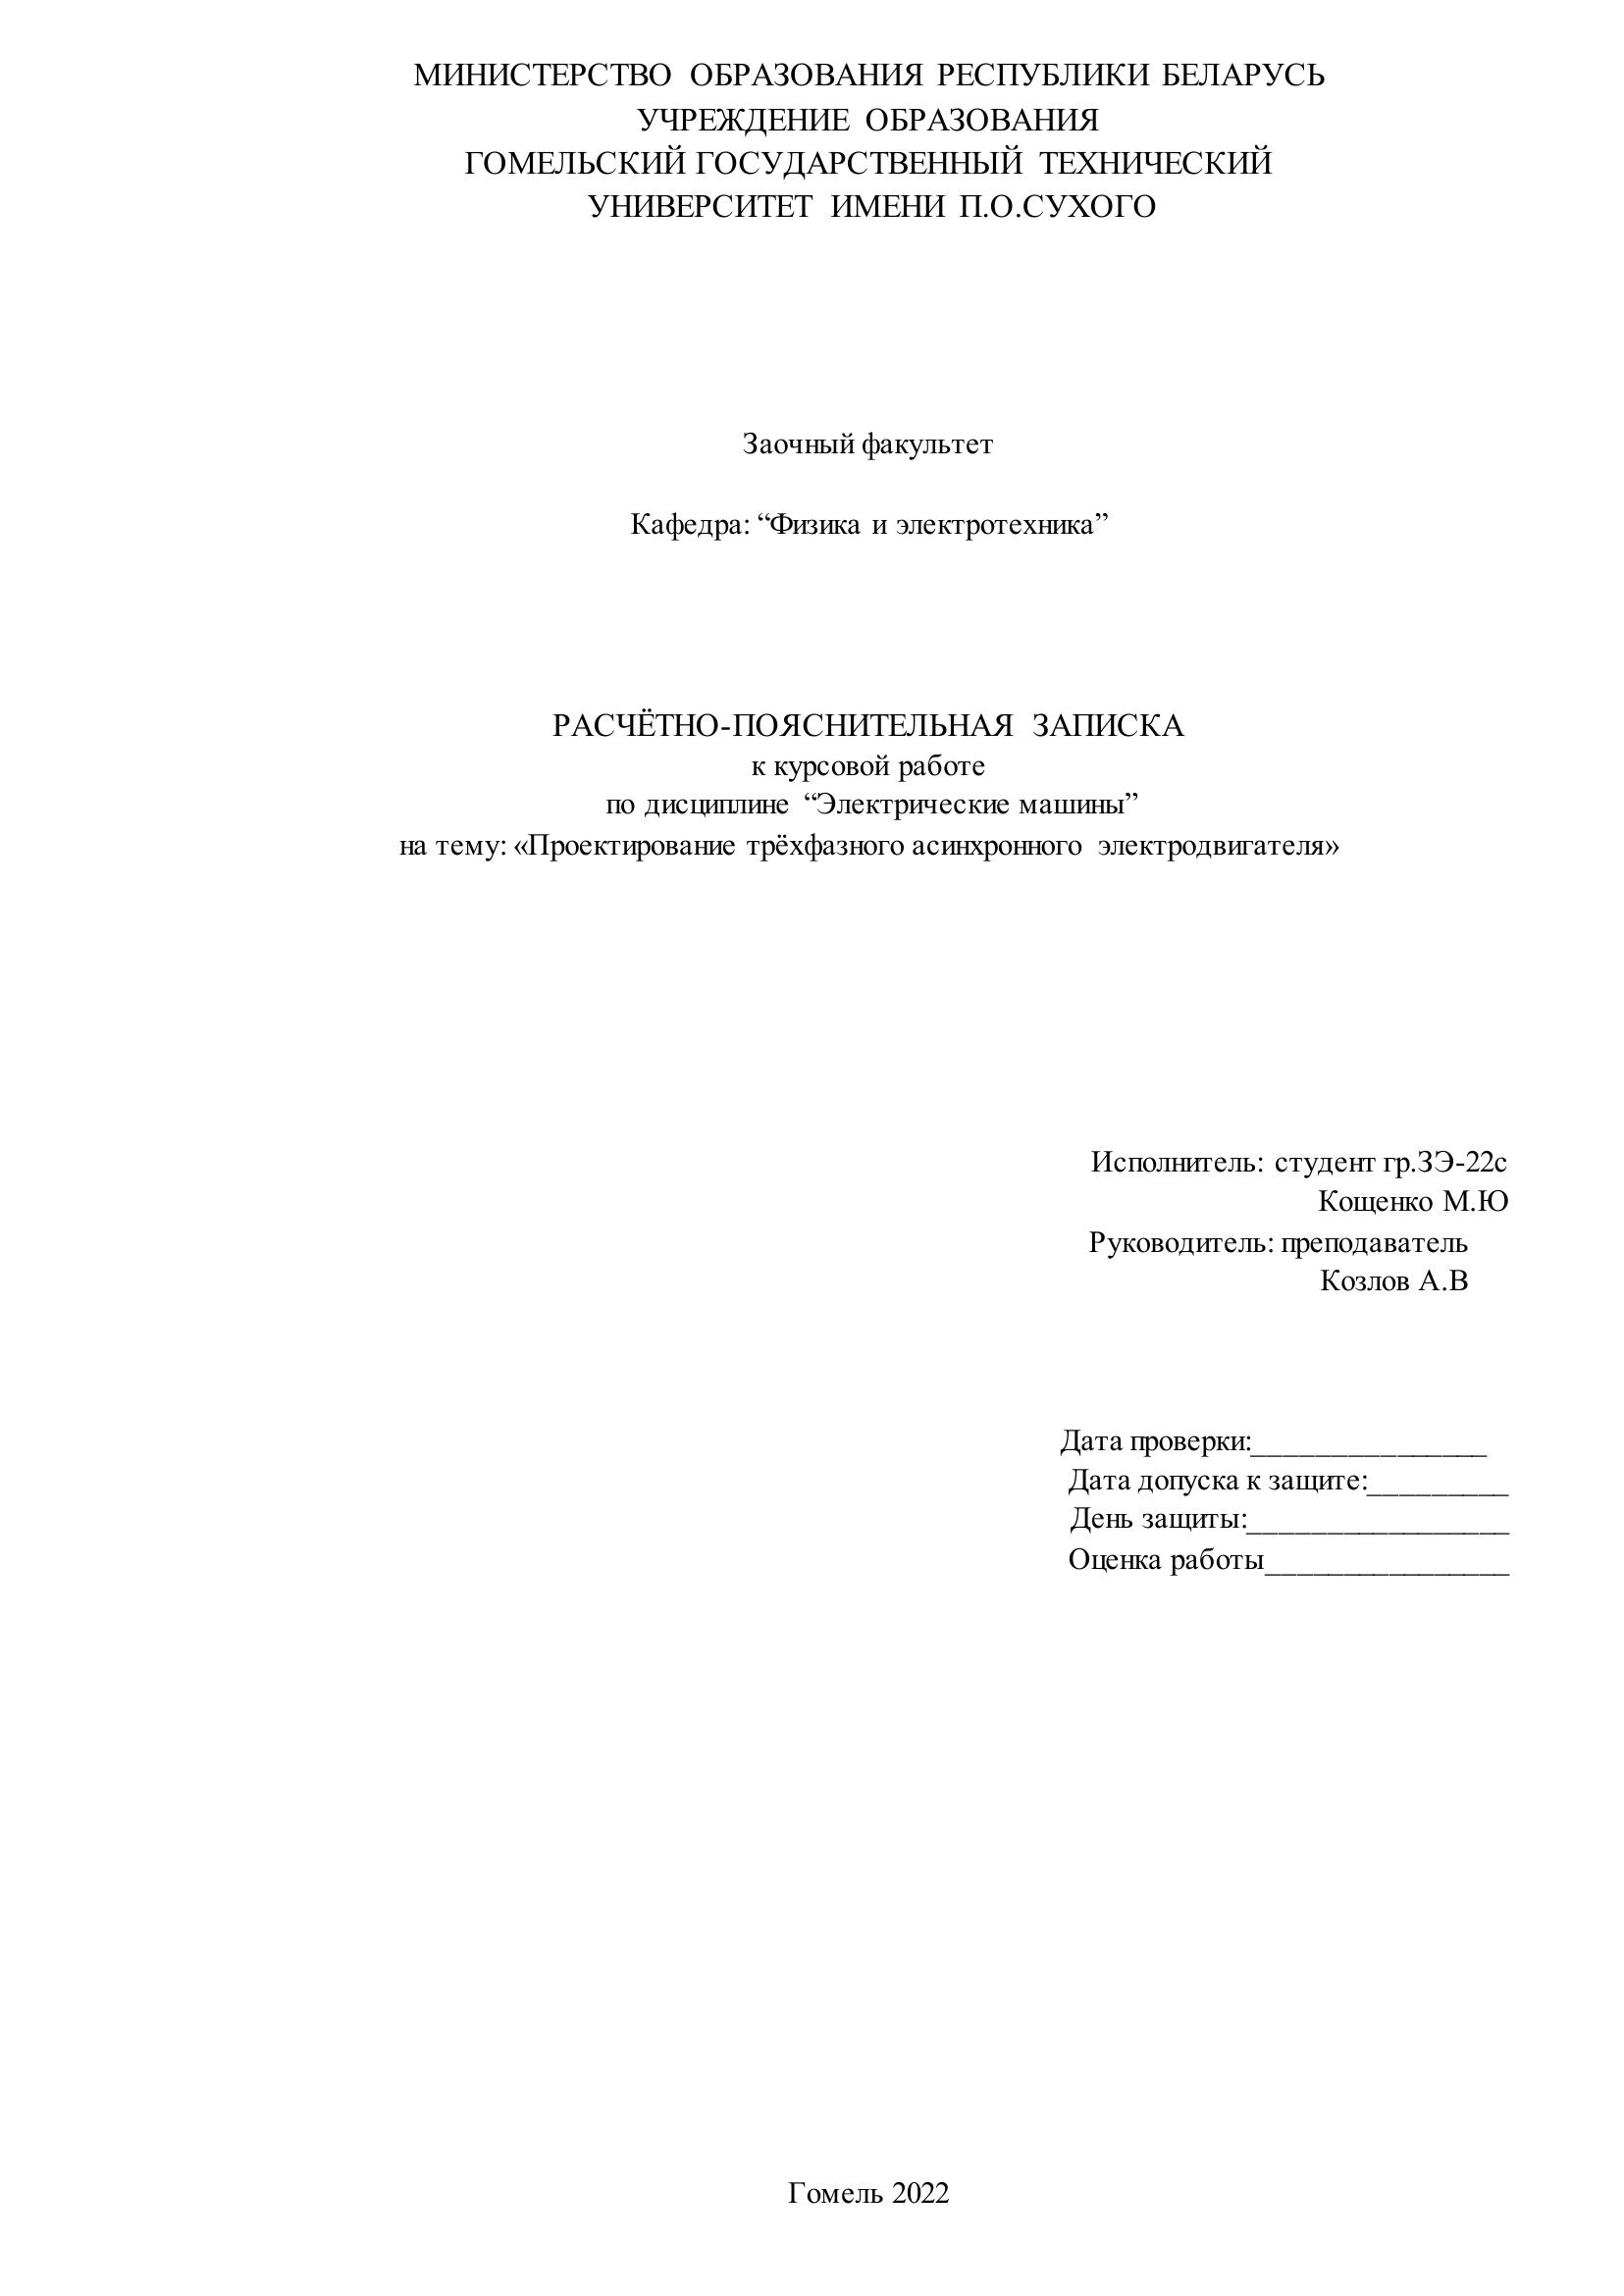 МИНИСТЕРСТВО ОБРАЗОВАНИЯ РЕСПУБЛИКИ БЕЛАРУСЬ
УЧРЕЖДЕНИЕ ОБРАЗОВАНИЯ
ГОМЕЛЬСКИЙ ГОСУДАРСТВЕННЫЙ ТЕХНИЧЕСКИЙ
УНИВЕРСИТЕТ ИМЕНИ П.О.СУХОГО
Заочный факультет
Кафедра: “Физика и электротехника”
РАСЧЁТНО-ПОЯСНИТЕЛЬНАЯ ЗАПИСКА
к курсовой работе
по дисциплине “Электрические машины”
на тему: «Проектирование трёхфазного асинхронного электродвигателя»
Исполнитель: студент гр.ЗЭ-22с
Кощенко М.Ю
Руководитель: преподаватель
Козлов А.В
Дата проверки:_______________
Дата допуска к защите:_________
День защиты:_________________
Оценка работы________________
Гомель 2022